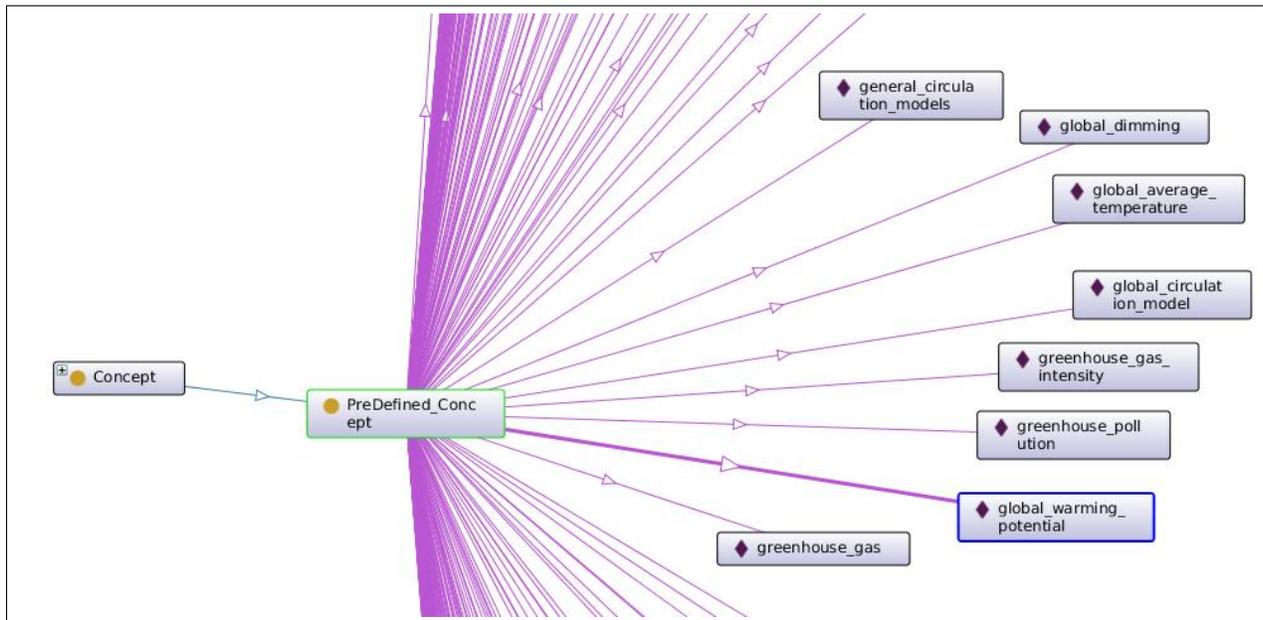 general_circula
tion_models
global_dimming
global_average_
temperature
global_circulat
ion_model
greenhouse_gas_
intensity
Concept
PreDefined_Conc
ept
greenhouse_poll
ution
global_warming_
potential
greenhouse_gas